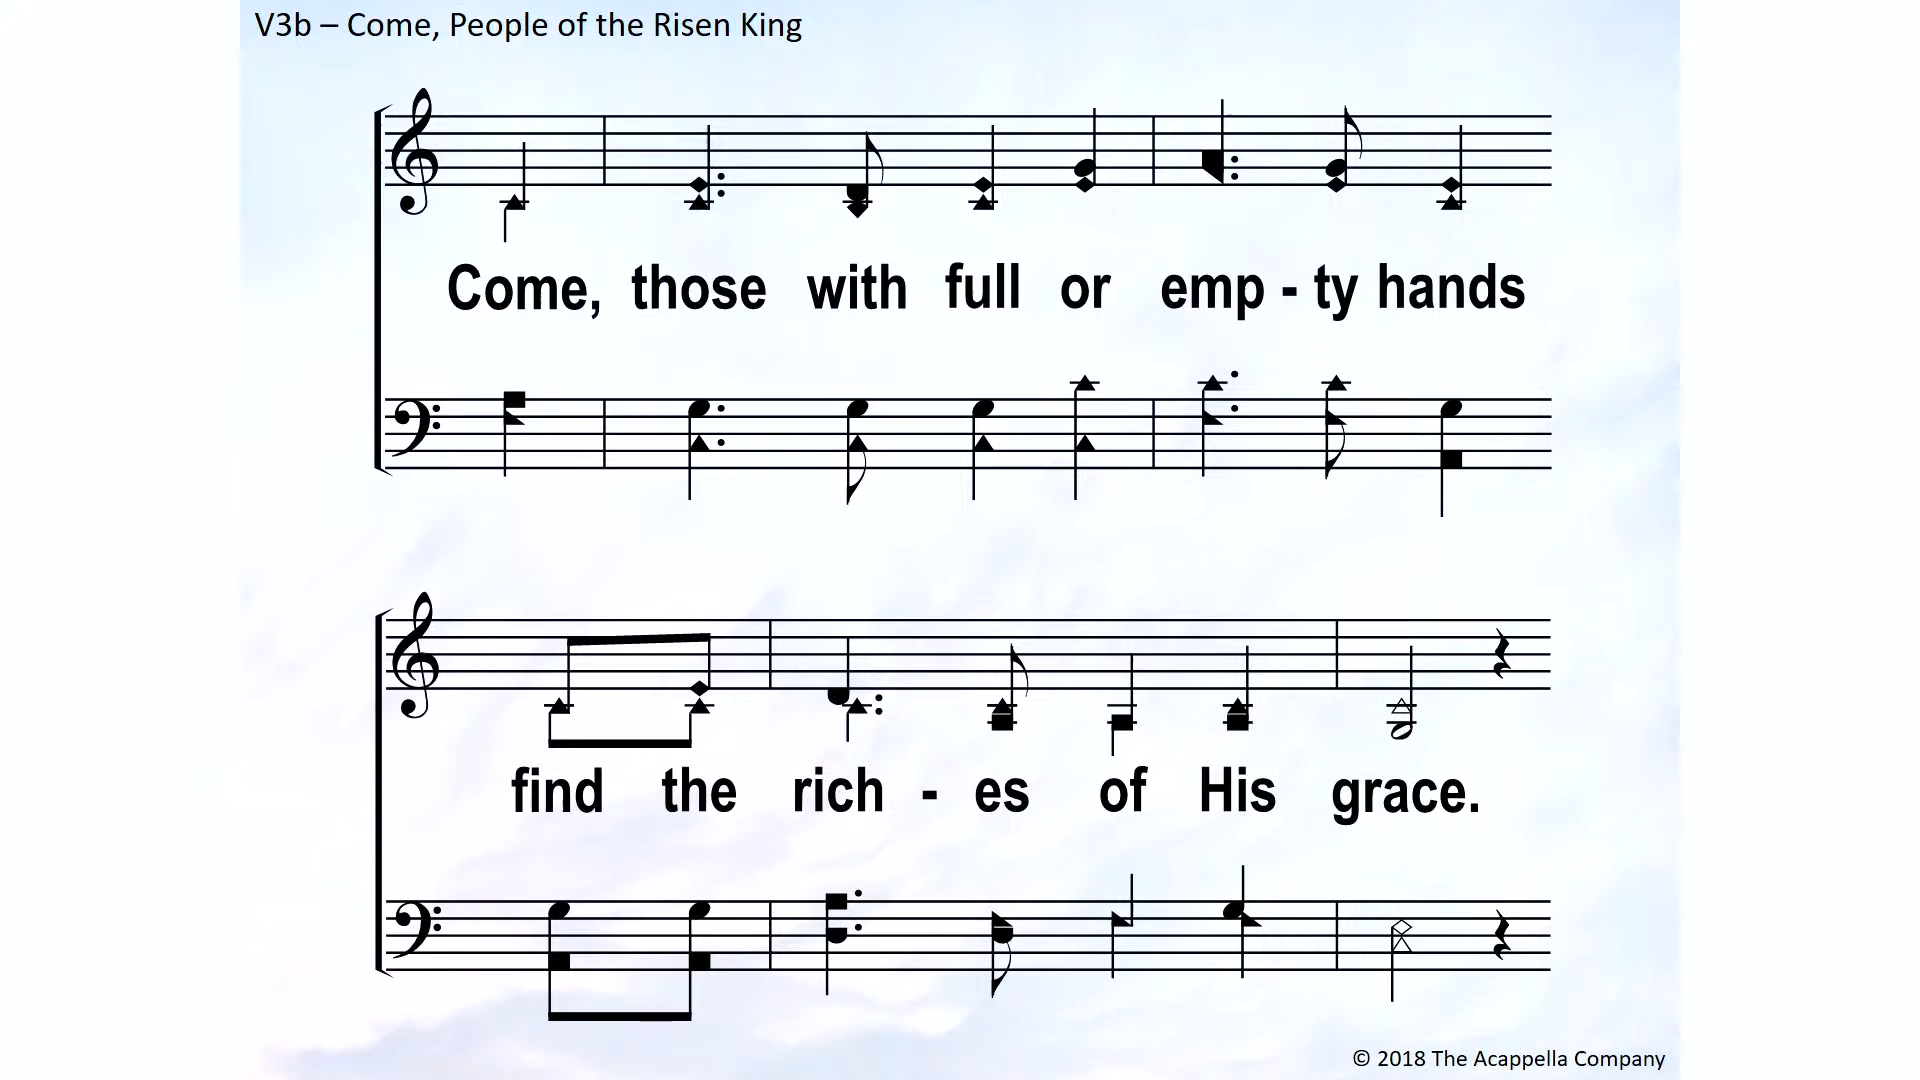 V3b – Come, People of the Risen King
Come, those with full or emp - ty hands
find the rich - es of His grace.
© 2018 The Acappella Company